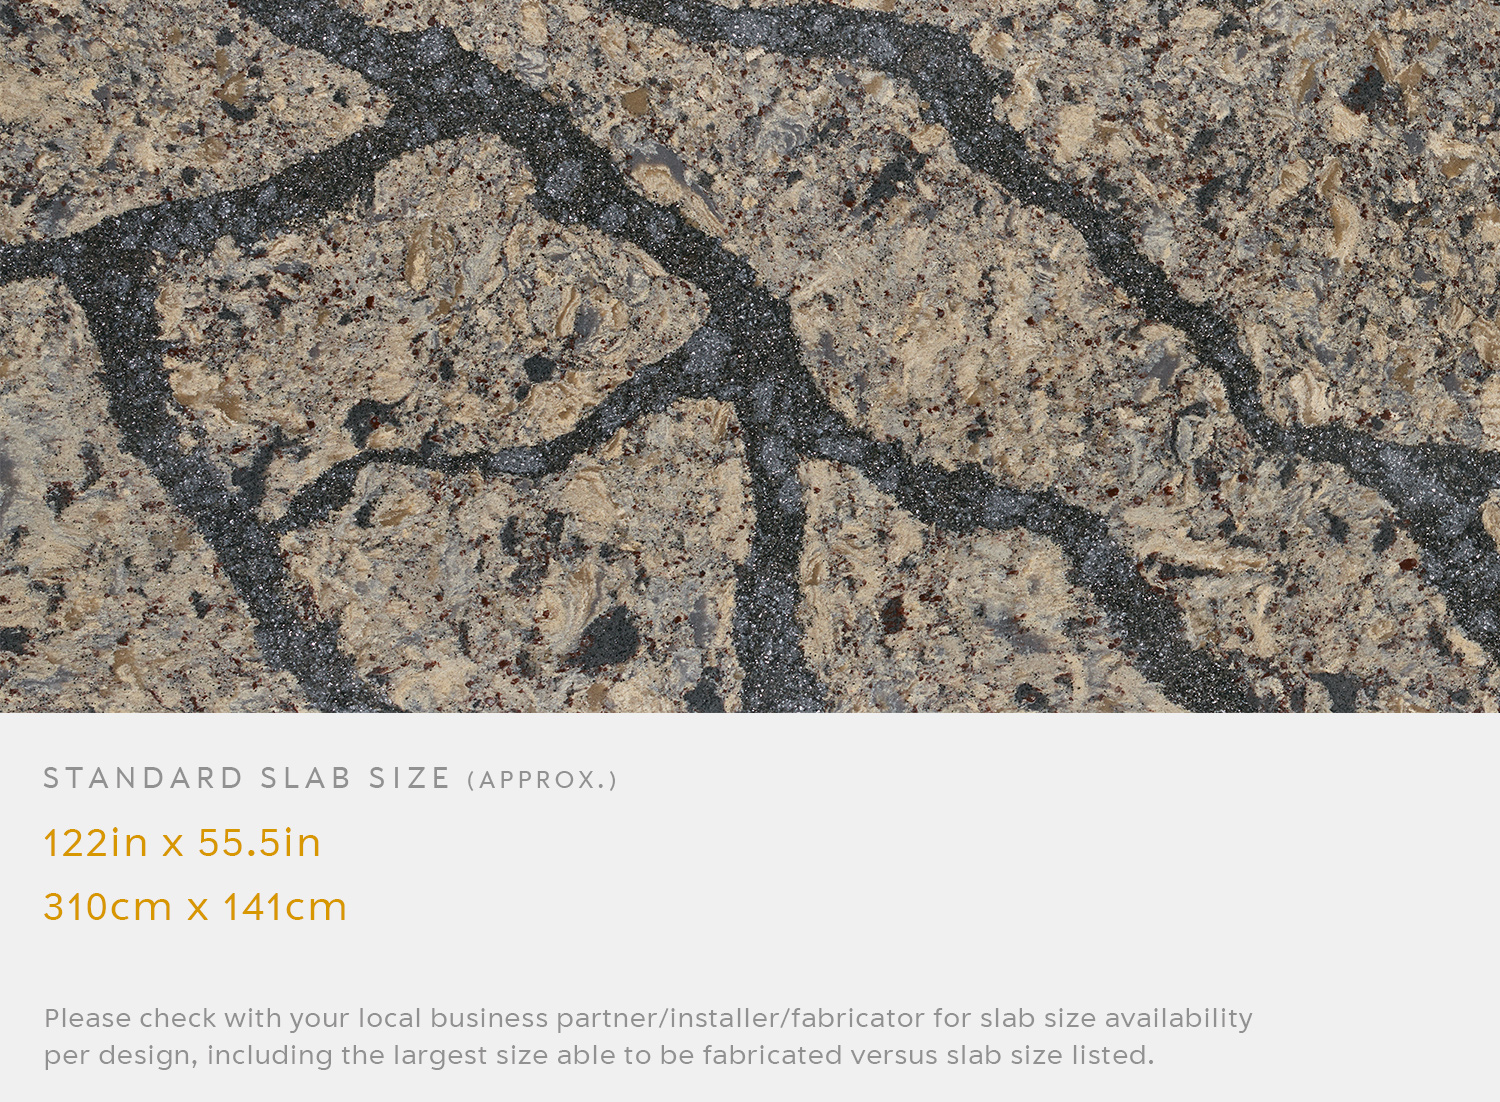 STANDARD SLAB SIZE (APPROX.)
122in x 55.5in
310cm x 141cm
Please check with your local business partner/installer/fabricator for slab size availability
per design, including the largest size able to be fabricated versus slab size listed.